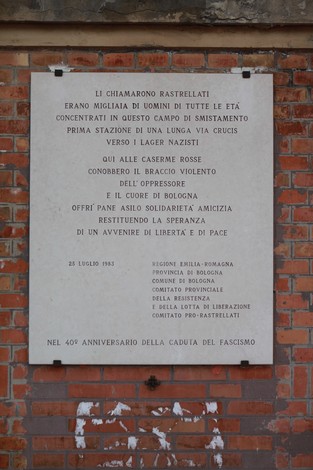 LI CHIAMARONO RASTRELLATI
ERANO MIGLIAIA DI UOMINI DI TUTTE LE ETA'
CONCENTRATI IN QUESTO CAMPO DI SMISTAMENTO
PRIMA STAZIONE DI UNA LUNGA VIA CRUCIS
VERSO I LAGER NAZISTI
QUI ALLE CASERME ROSSE
CONOBBERO IL BRACCIO VIOLENTO
DELL'OPPRESSORE
E IL CUORE DI BOLOGNA
OFFRI' PANE ASILO SOLIDARIETA' AMICIZIA
RESTITUENDO LA SPERANZA
DI UN AVVENIRE DI LIBERTA' E DI PACE
25 LUGLIO 1983
REGIONE EMILIA-ROMAGNA
PROVINCIA DI BOLOGNA
COMUNE DI BOLOGNA
COMITATO PROVINCIALE
DELLA RESISTENZA
E DELLA LOTTA DI LIBERAZIONE
COMITATO PRO-RASTRELLATI
NEL 40º ANNIVERSARIO DELLA CADUTA DEL FASCISMO